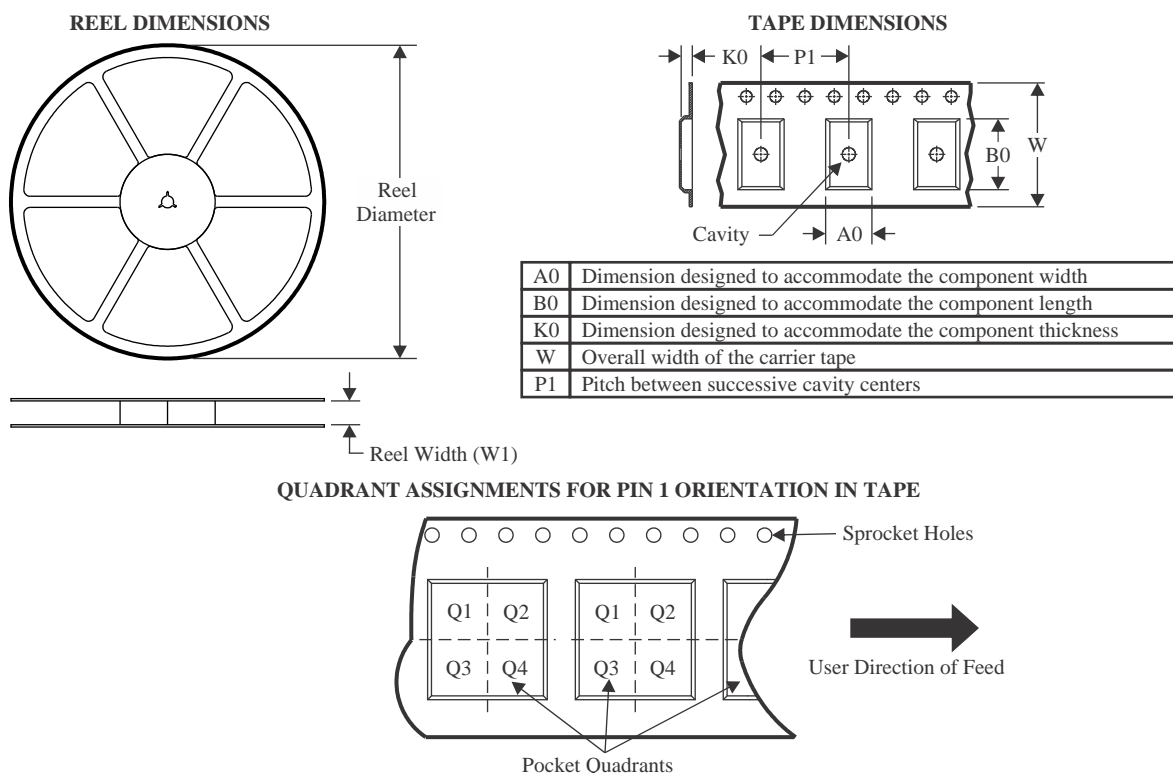 REEL DIMENSIONS
Reel
Diameter
Reel Width (W1)
TAPE DIMENSIONS
K0
P1
B0
W
Cavity
A0
A0 Dimension designed to accommodate the component width
B0 Dimension designed to accommodate the component length
K0 Dimension designed to accommodate the component thickness
W Overall width of the carrier tape
P1 Pitch between successive cavity centers
QUADRANT ASSIGNMENTS FOR PIN 1 ORIENTATION IN TAPE
Sprocket Holes
Q1 Q2 Q1 Q2
Q3 Q4 Q3 Q4
User Direction of Feed
Pocket Quadrants